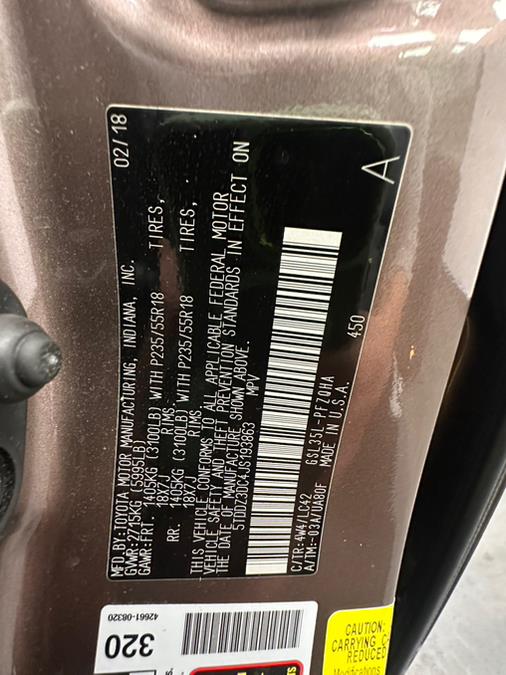 MFD.BY:TOYOTA MOTOR MANUFACTURING, INDIANA, INC. 02/18
GVWR:2715KG (5995LB)
GAWR:FRT. 1405KG (3100LB) WITH P235/55R18 TIRES,
18X7J RIMS,
RR. 1405KG (3100LB) WITH P235/55R18 TIRES,
18X7J RIMS.
THIS VEHICLE CONFORMS TO ALL APPLICABLE FEDERAL MOTOR
VEHICLE SAFETY AND THEFT PREVENTION STANDARDS IN EFFECT ON
THE DATE OF MANUFACTURE SHOWN ABOVE.
5TDDZ3DC4JS193863 MPV
A
C/TR:4W4/LC42 GSL35L-PFZQHA 450
A/TM:-03A/UA80F MADE IN U.S.A.
42661-08320
320
CAUTION:
CARRYING
REDUCED
Modifications